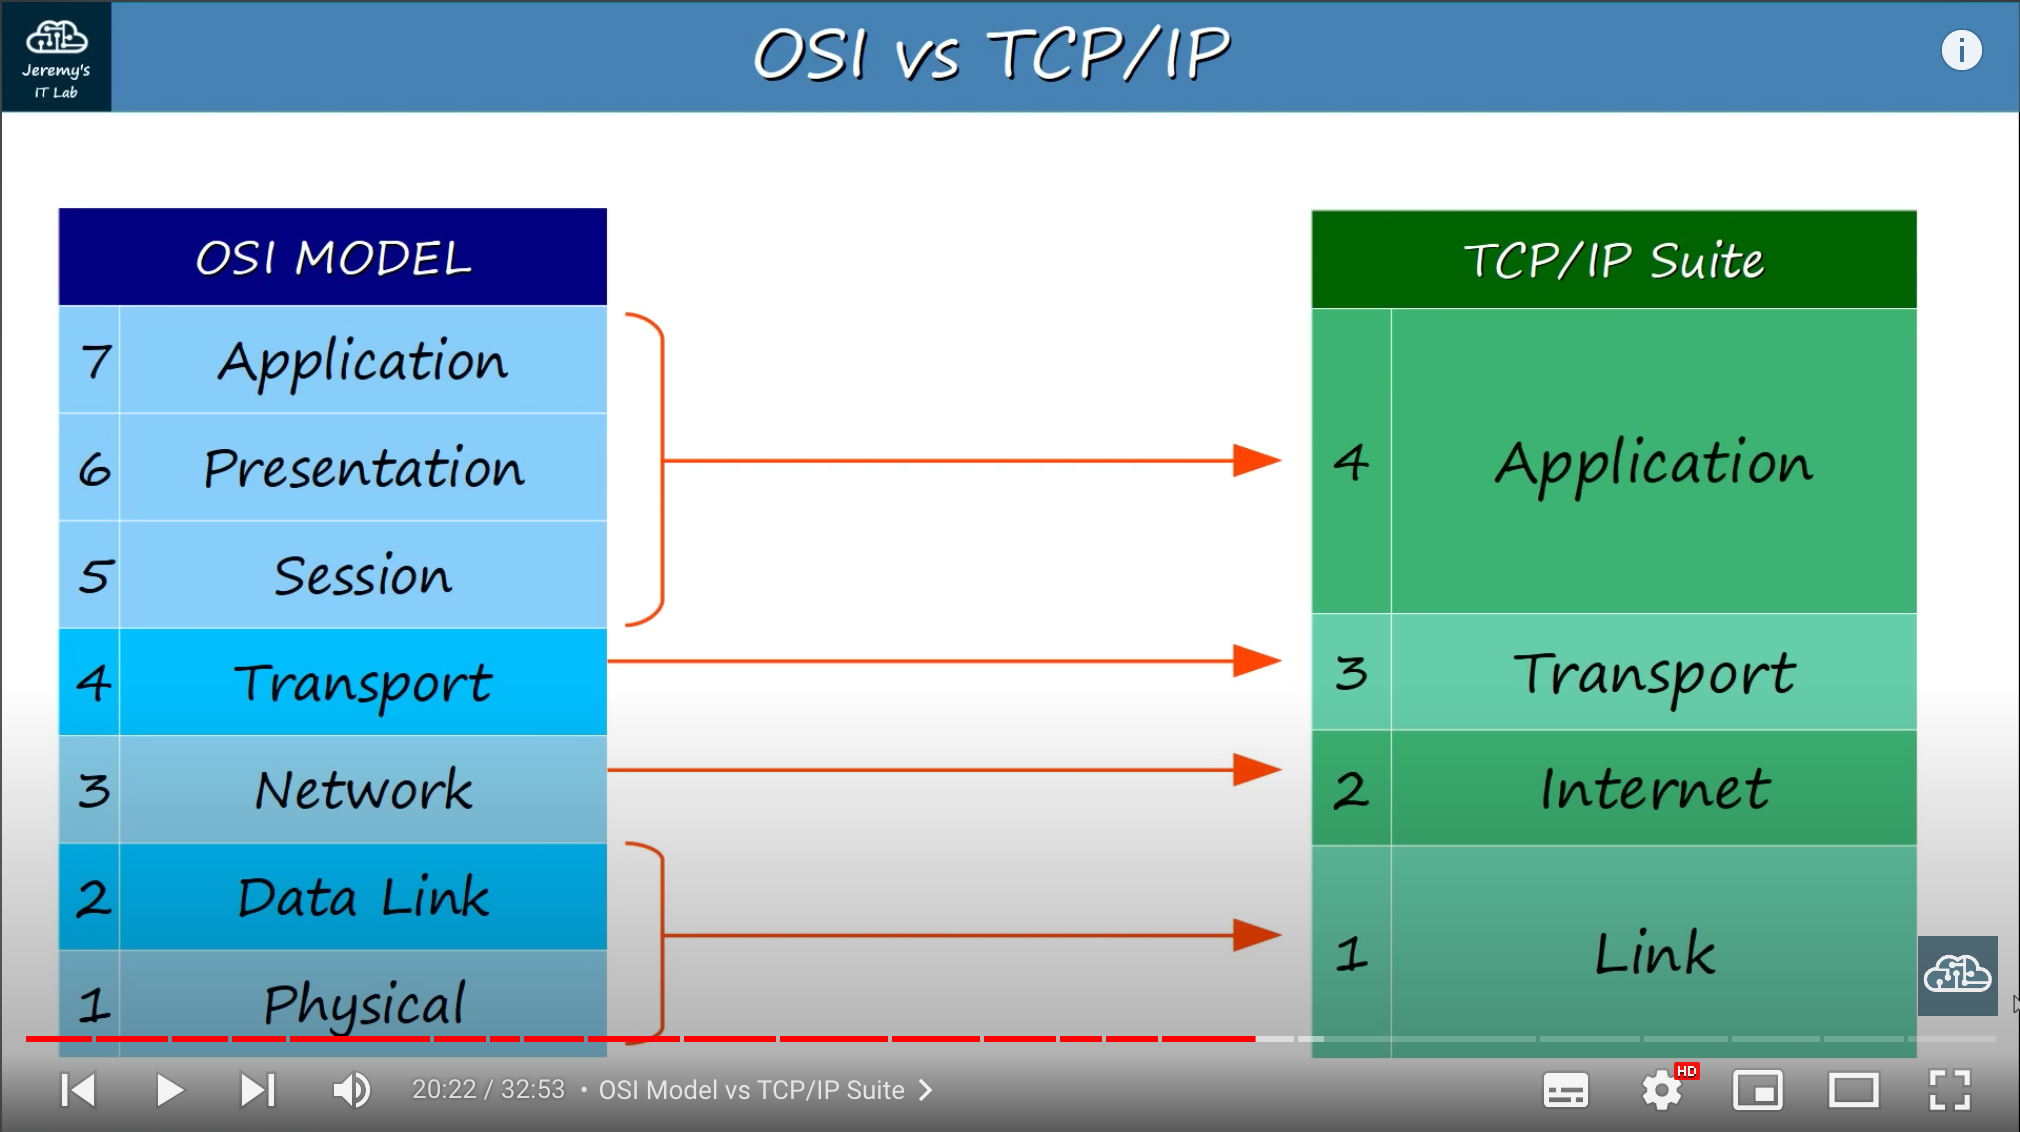 Jeremy's
IT Lab
OSI vs TCP/IP
i
OSI MODEL
7 Application
6 Presentation
5 Session
4 Transport
3 Network
2 Data Link
1 Physical
TCP/IP Suite
4 Application
3 Transport
2 Internet
1 Link
20:22 / 32:53 • OSI Model vs TCP/IP Suite
HD